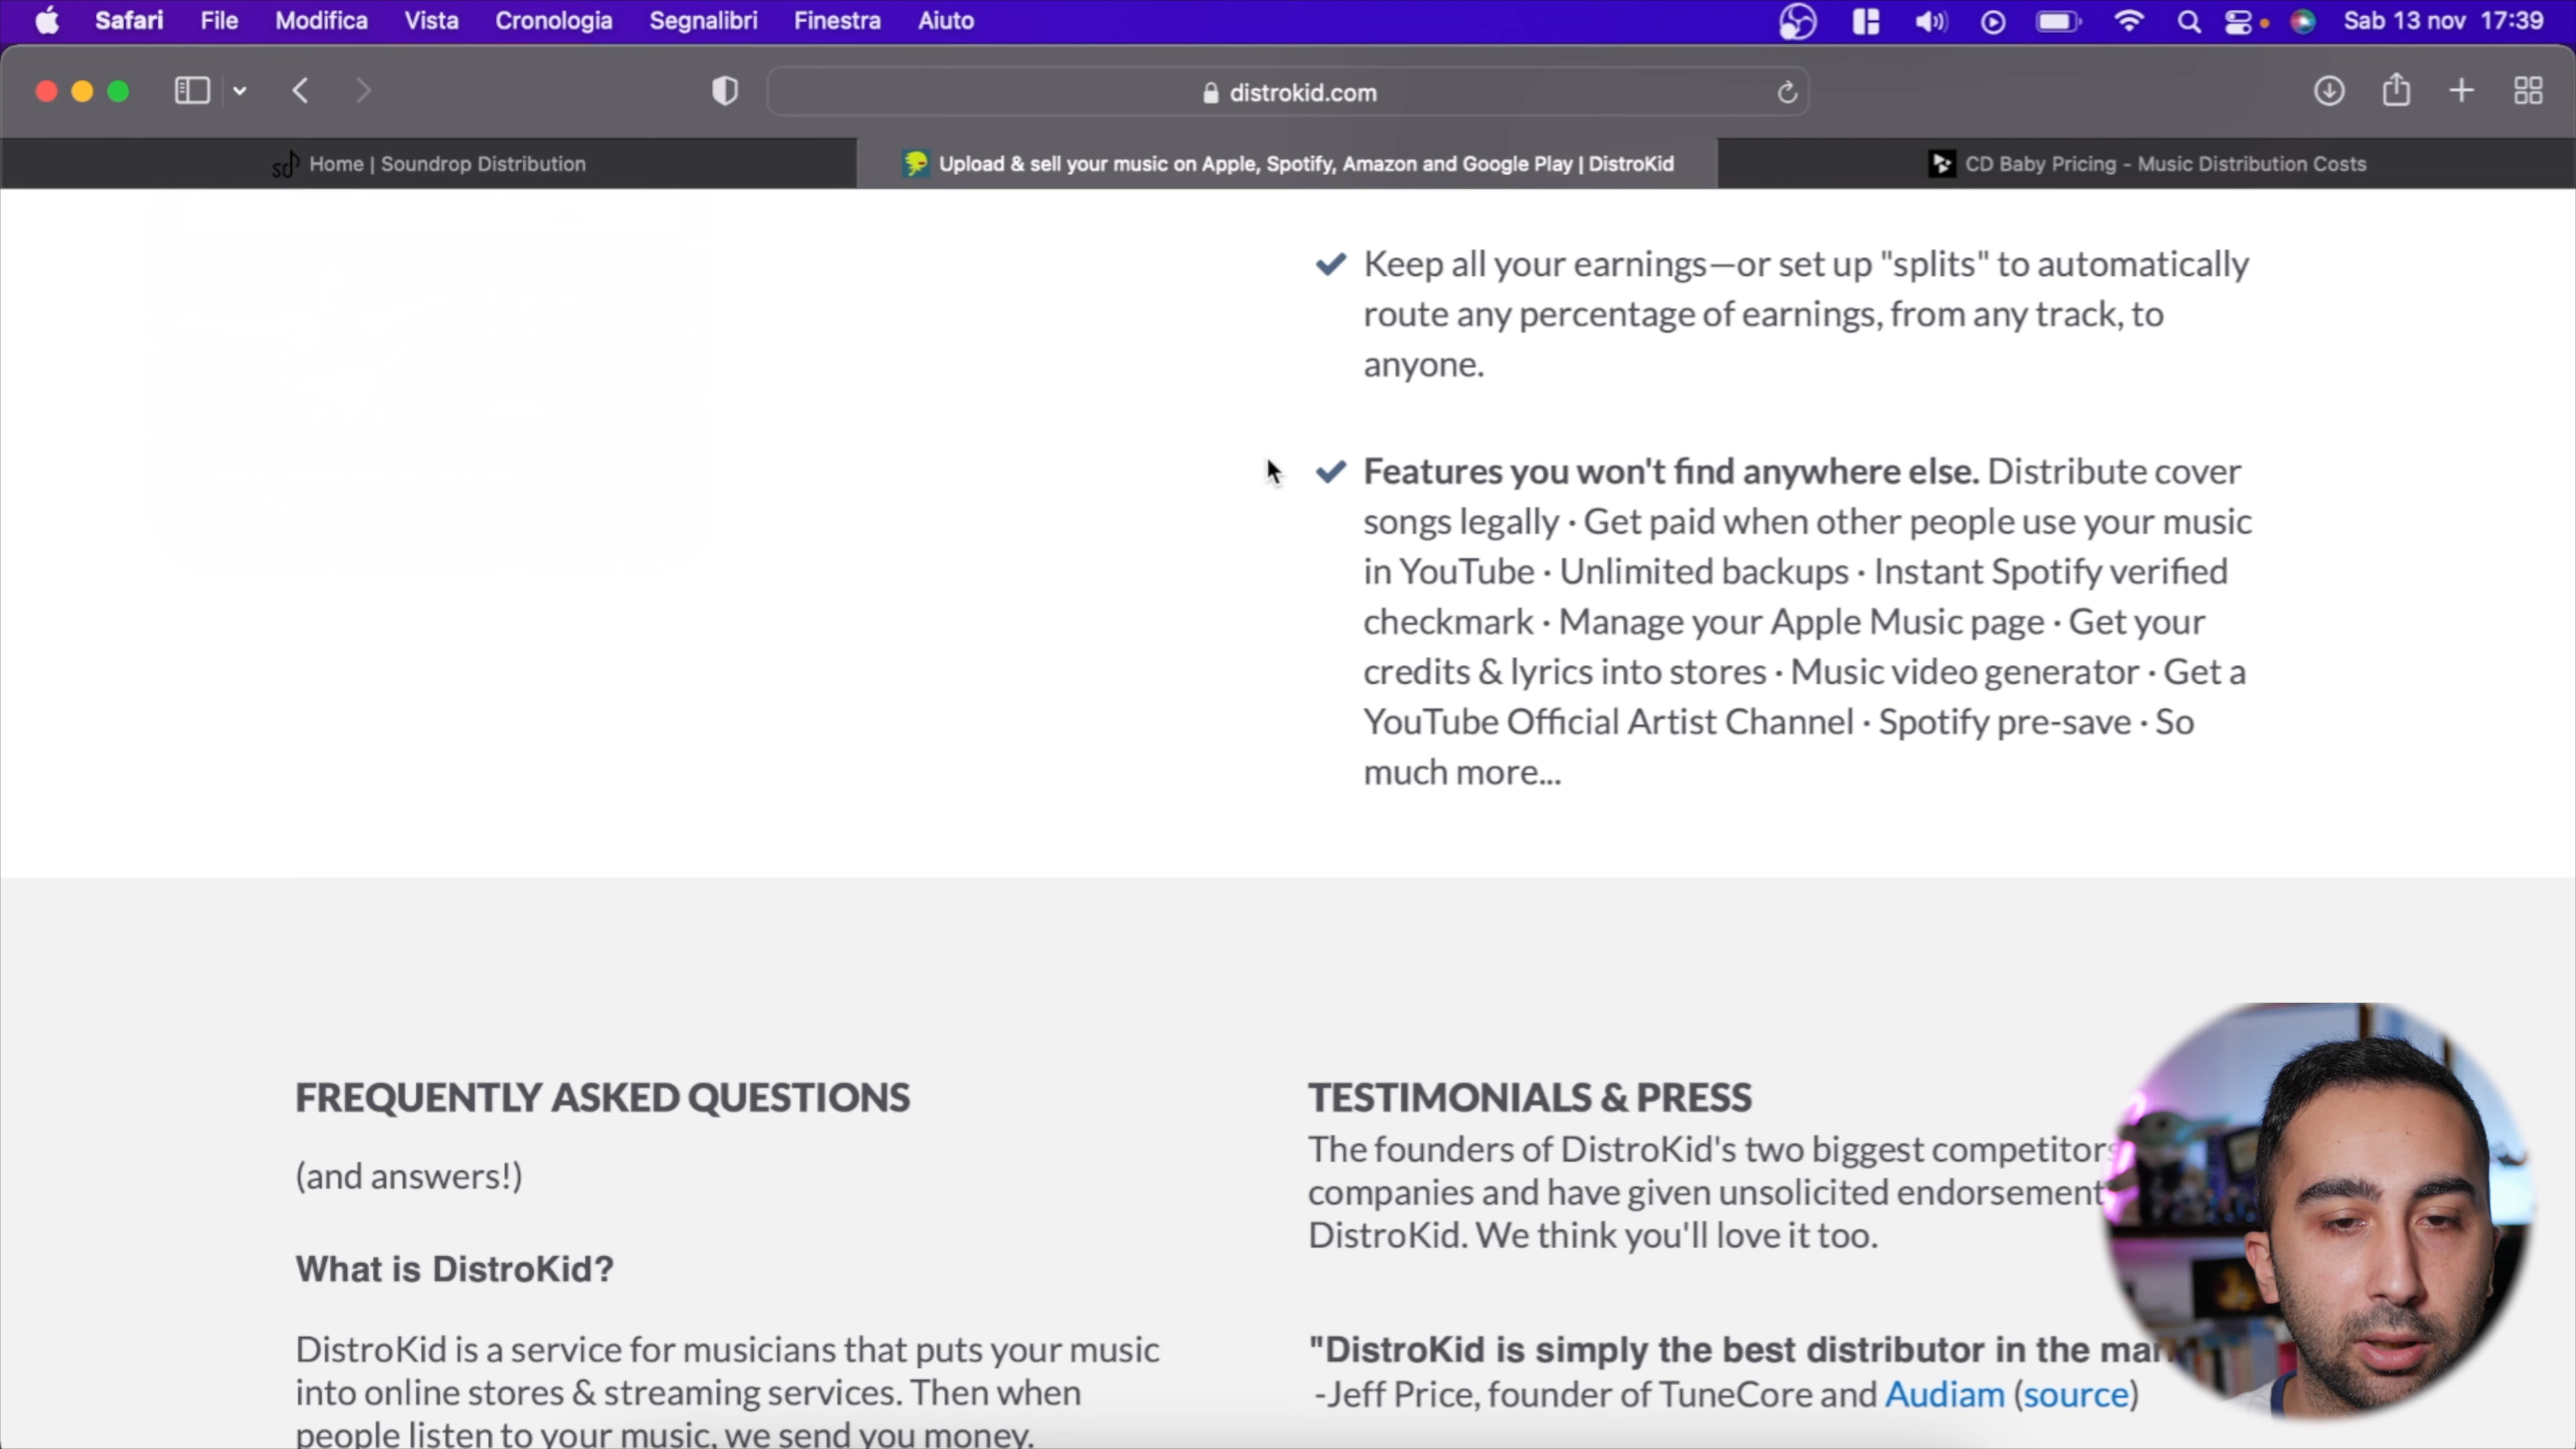 Safari File Modifica Vista Cronologia Segnalibri Finestra Aiuto Sab 13 nov 17:39
distrokid.com
Home | Soundrop Distribution
Upload & sell your music on Apple, Spotify, Amazon and Google Play | DistroKid
CD Baby Pricing - Music Distribution Costs
Keep all your earnings—or set up "splits" to automatically
route any percentage of earnings, from any track, to
anyone.
Features you won't find anywhere else. Distribute cover
songs legally · Get paid when other people use your music
in YouTube · Unlimited backups · Instant Spotify verified
checkmark · Manage your Apple Music page · Get your
credits & lyrics into stores · Music video generator · Get a
YouTube Official Artist Channel · Spotify pre-save · So
much more...
FREQUENTLY ASKED QUESTIONS
(and answers!)
What is DistroKid?
DistroKid is a service for musicians that puts your music
into online stores & streaming services. Then when
people listen to your music, we send you money.
TESTIMONIALS & PRESS
The founders of DistroKid's two biggest competitors
companies and have given unsolicited endorsement
DistroKid. We think you'll love it too.
"DistroKid is simply the best distributor in the
-Jeff Price, founder of TuneCore and Audiam (source)